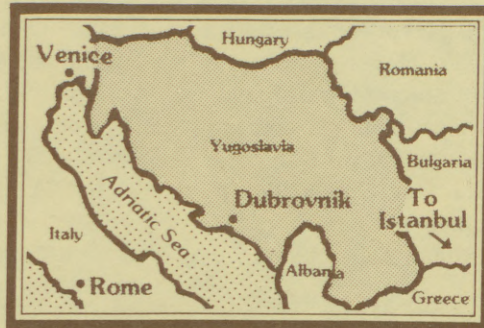 Hungary
Venice
Romania
Yugoslavia
Bulgaria
Adriatic Sea
Dubrovnik
To
Istanbul
Italy
Albania
Rome
Greece